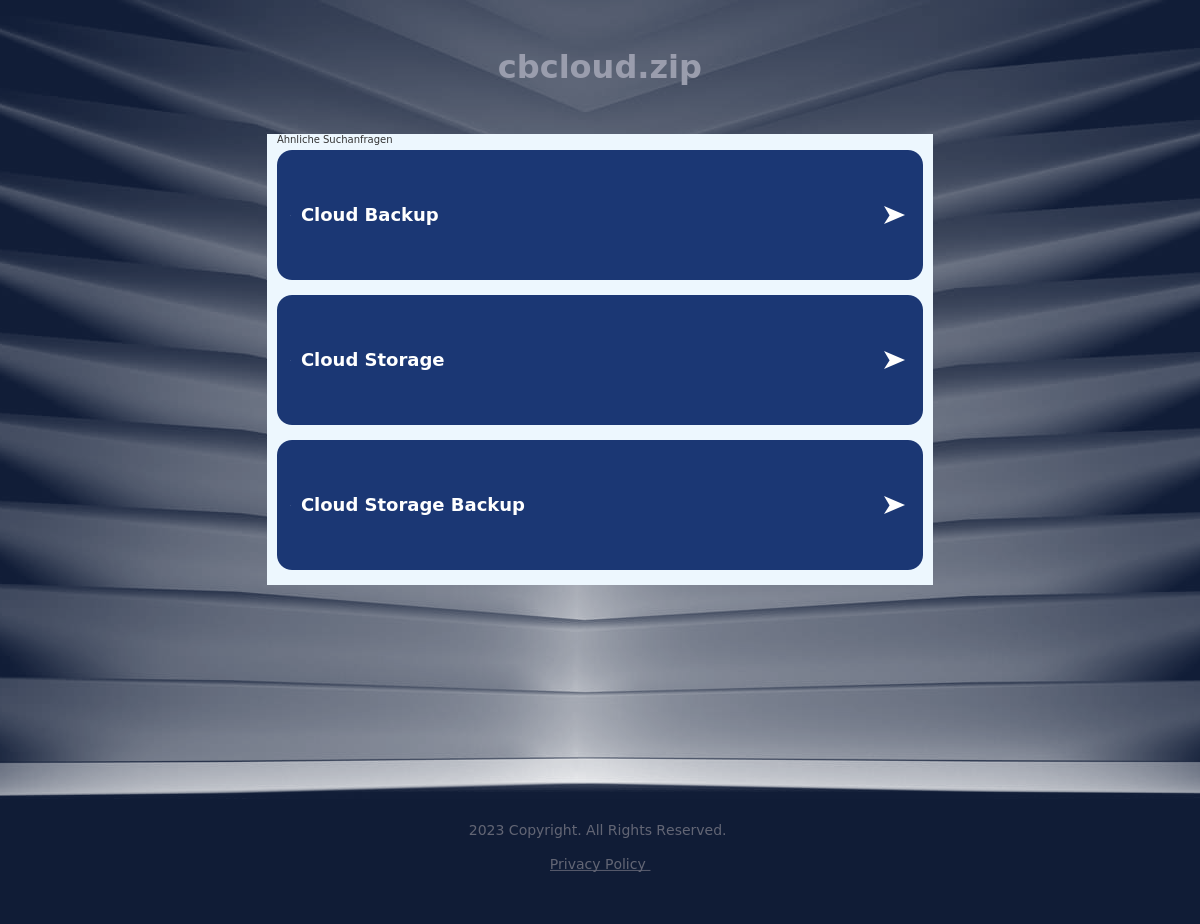 cbcloud.zip
Ähnliche Suchanfragen
Cloud Backup
Cloud Storage
Cloud Storage Backup
2023 Copyright. All Rights Reserved.
Privacy Policy